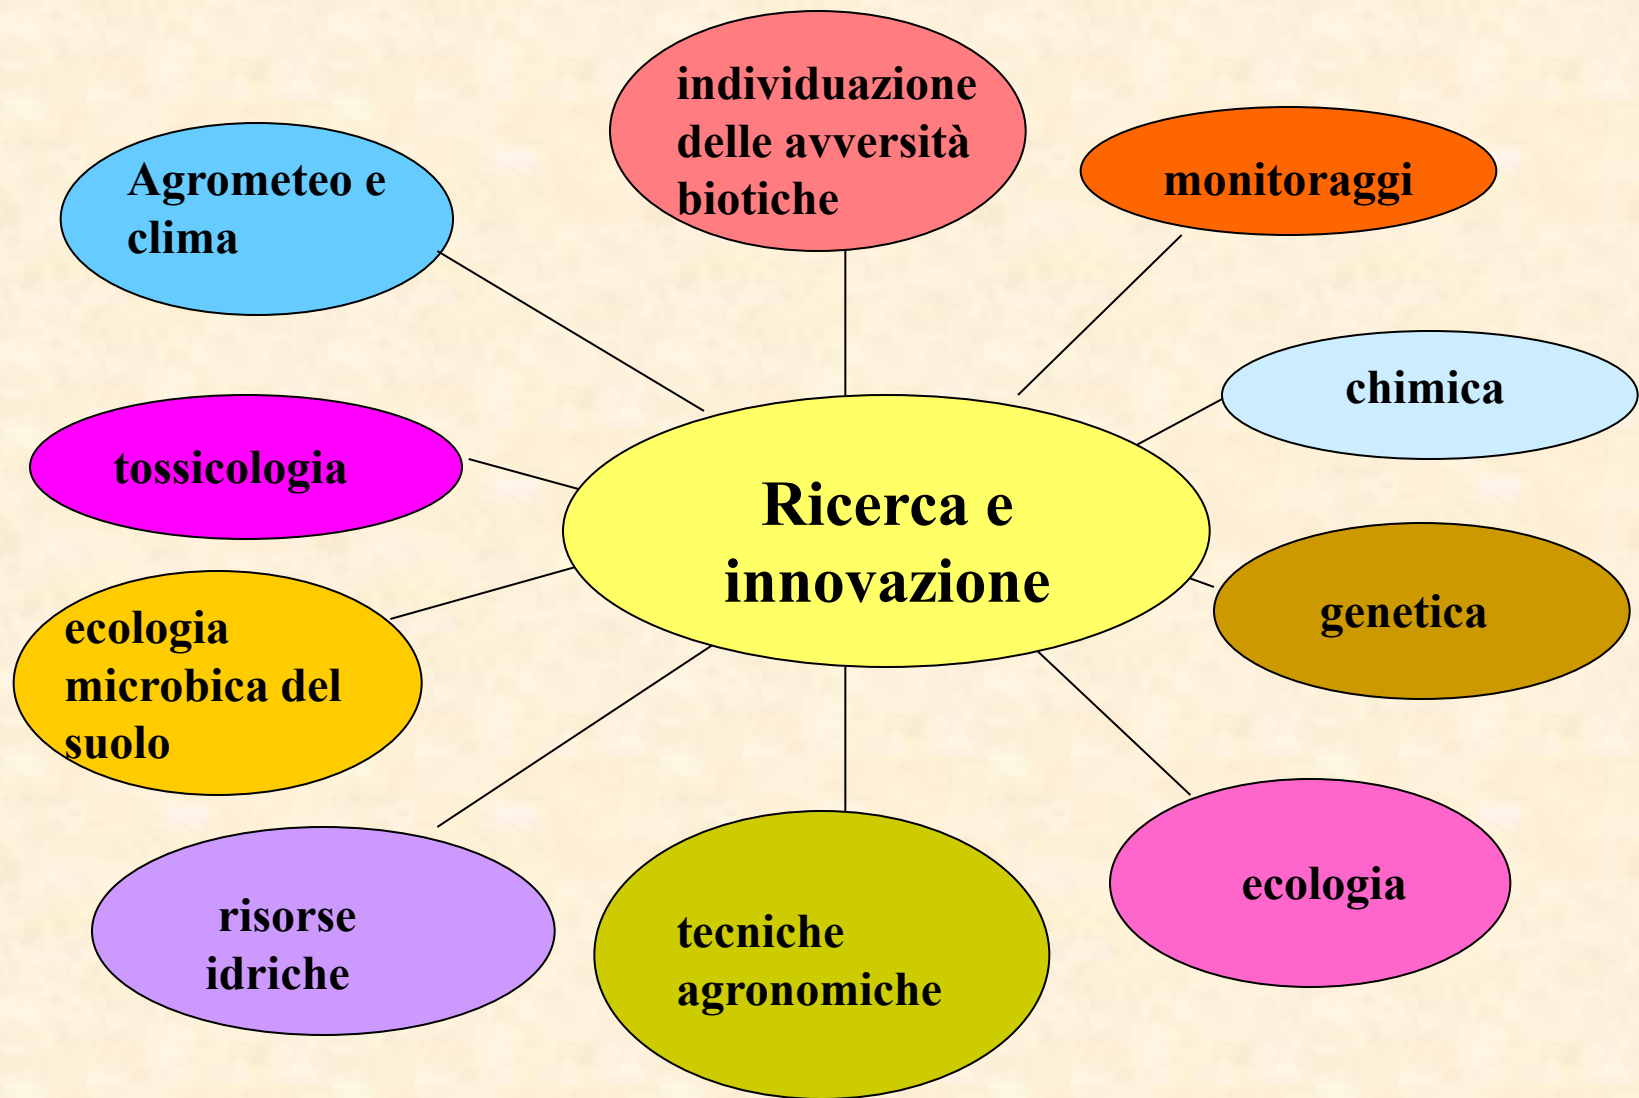 individuazione
delle avversità
biotiche
Agrometeo e
clima
monitoraggi
chimica
tossicologia
Ricerca e
innovazione
genetica
ecologia
microbica del
suolo
ecologia
risorse
idriche
tecniche
agronomiche